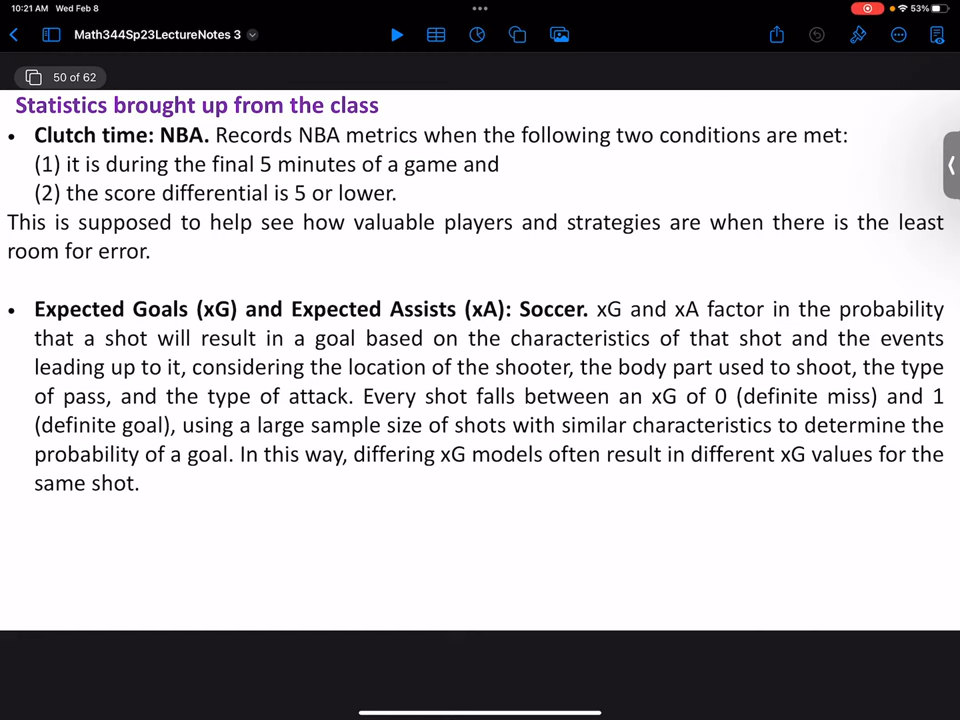 10:21 AM Wed Feb 8
53%
Math344Sp23LectureNotes 3
50 of 62
Statistics brought up from the class
• Clutch time: NBA. Records NBA metrics when the following two conditions are met:
(1) it is during the final 5 minutes of a game and
(2) the score differential is 5 or lower.
This is supposed to help see how valuable players and strategies are when there is the least
room for error.
• Expected Goals (xG) and Expected Assists (xA): Soccer. xG and xA factor in the probability
that a shot will result in a goal based on the characteristics of that shot and the events
leading up to it, considering the location of the shooter, the body part used to shoot, the type
of pass, and the type of attack. Every shot falls between an xG of 0 (definite miss) and 1
(definite goal), using a large sample size of shots with similar characteristics to determine the
probability of a goal. In this way, differing xG models often result in different xG values for the
same shot.